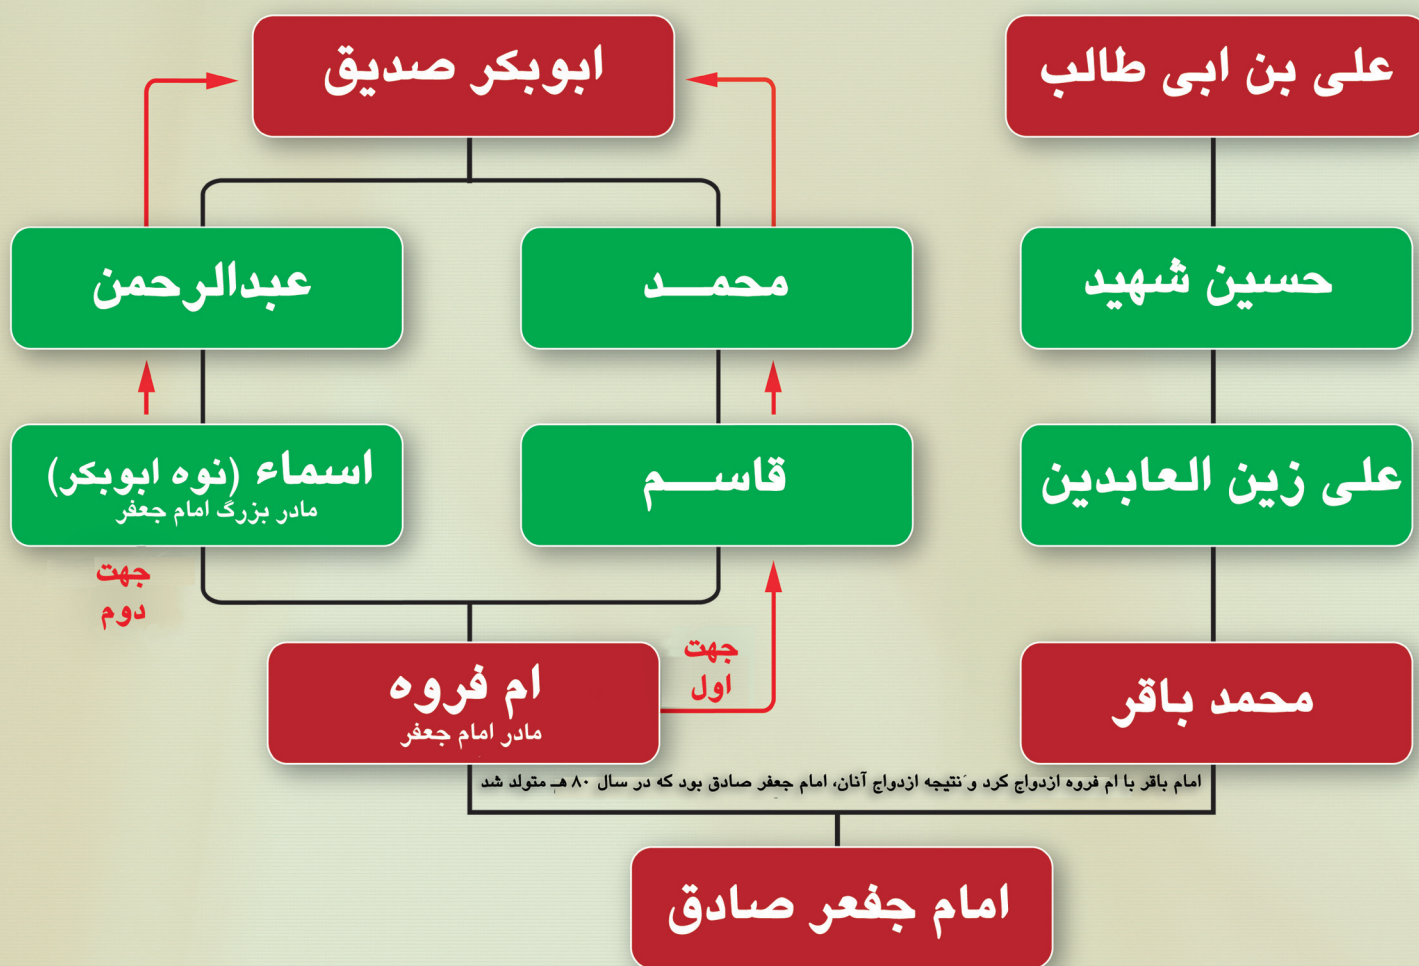 علی بن ابی طالب
ابوبکر صدیق
حسین شهید
محمـــد
عبدالرحمن
علی زین العابدین
قاســـم
اسماء (نوه ابوبکر)
مادر بزرگ امام جعفر
جهت
دوم
محمد باقر
جهت
اول
ام فروه
مادر امام جعفر
امام باقر با ام فروه ازدواج کرد و نتیجه ازدواج آنان، امام جعفر صادق بود که در سال ۸۰ هـ متولد شد
امام جفعر صادق